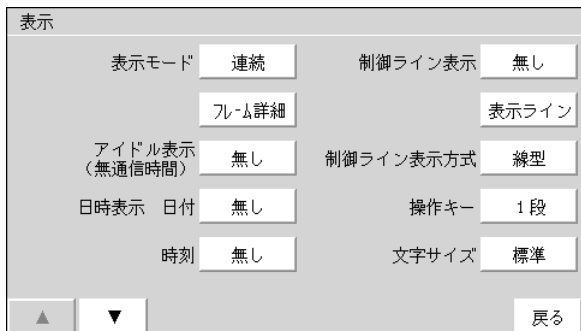 表示
表示モード 連続 制御ライン表示 無し
フレーム詳細 表示ライン
アイドル表示
(無通信時間) 無し 制御ライン表示方式 線型
日時表示 日付 無し 操作キー 1段
時刻 無し 文字サイズ 標準
▲ ▼ 戻る